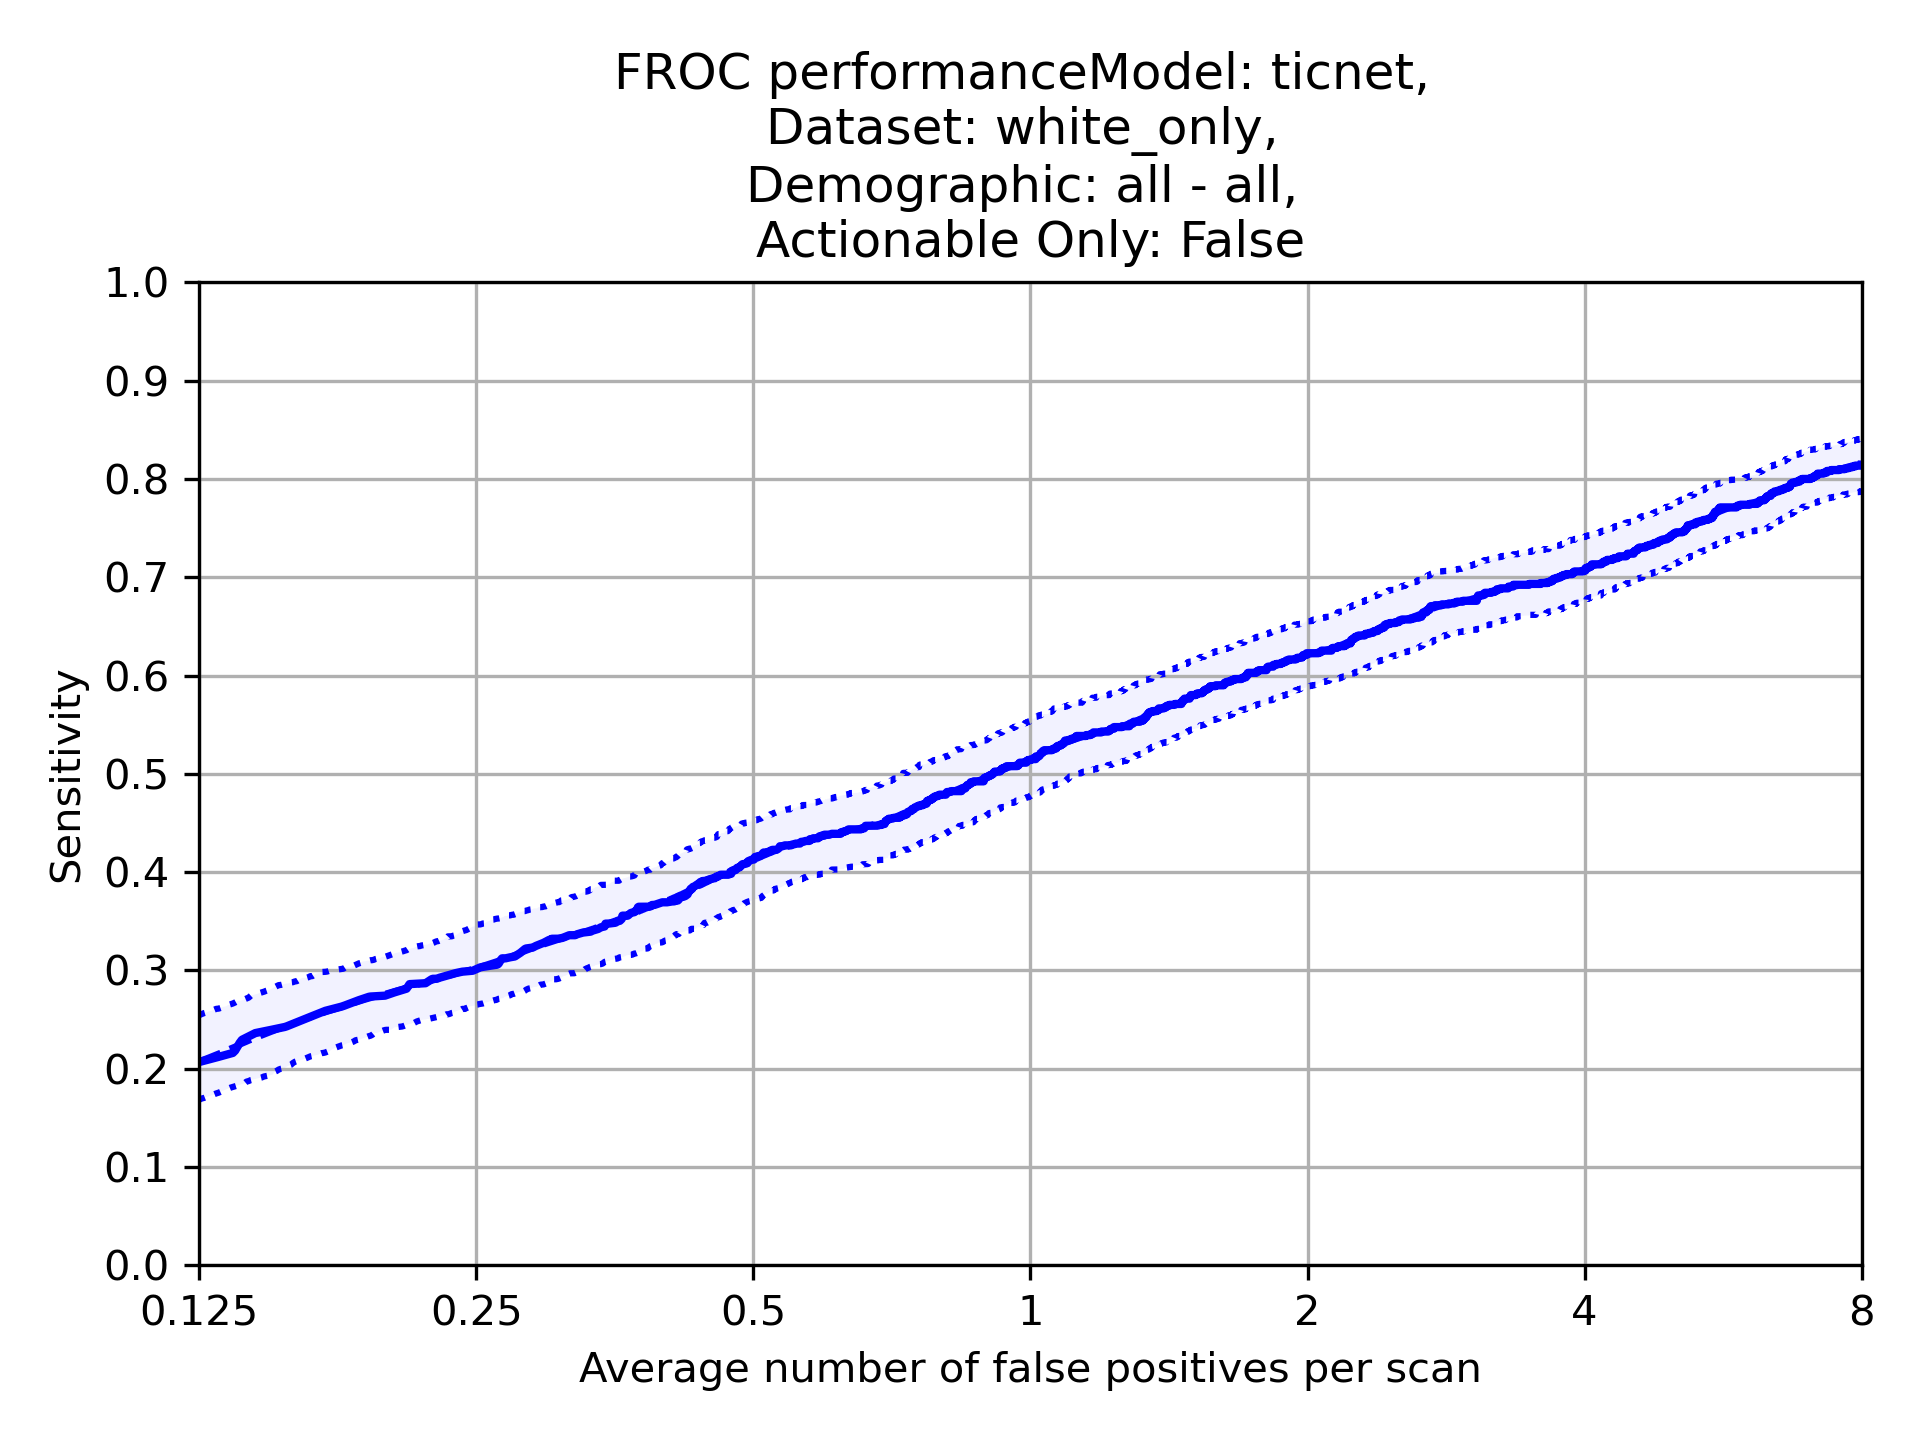 FROC performanceModel: ticnet,
Dataset: white_only,
Demographic: all - all,
Actionable Only: False
1.0
0.9
0.8
0.7
0.6
0.5
0.4
0.3
0.2
0.1
0.0
Sensitivity
0.125 0.25 0.5 1 2 4 8
Average number of false positives per scan